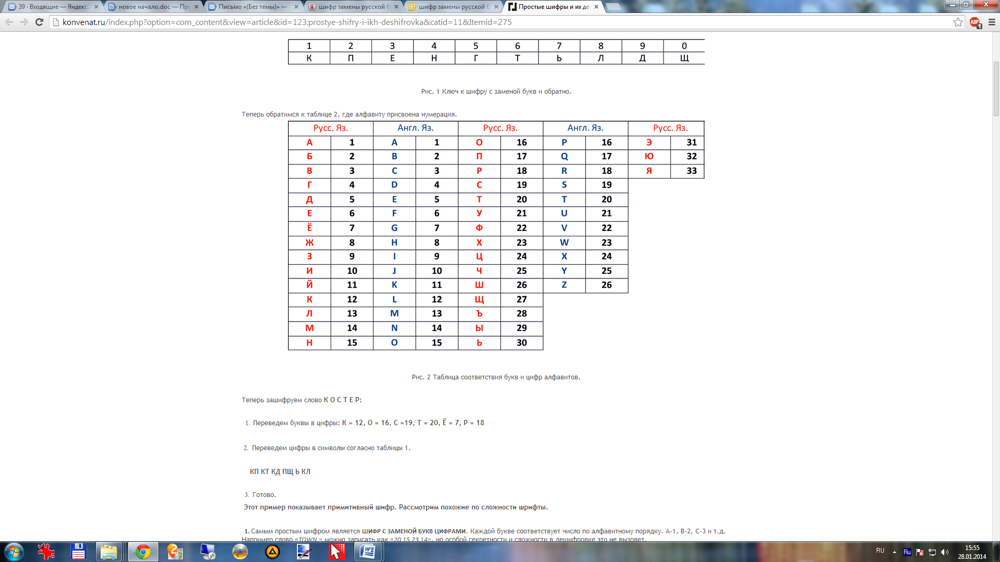 39 · Входящие — Яндекс.
новое начало.doc — Про
Письмо «(Без темы)» —
шифр замены русской б
шифр замены русской б
Простые шифры и их де
konvenat.ru/index.php?option=com_content&view=article&id=123:prostye-shifry-i-ikh-deshifrovka&catid=11&Itemid=275
ABP 1
1 2 3 4 5 6 7 8 9 0
К П Е Н Г Т Ь Л Д Щ
Рис. 1 Ключ к шифру с заменой букв и обратно.
Теперь обратимся к таблице 2, где алфавиту присвоена нумерация.
Русс. Яз. Англ. Яз. Русс. Яз. Англ. Яз. Русс. Яз.
А 1 A 1 О 16 P 16 Э 31
Б 2 B 2 П 17 Q 17 Ю 32
В 3 C 3 Р 18 R 18 Я 33
Г 4 D 4 С 19 S 19
Д 5 E 5 Т 20 T 20
Е 6 F 6 У 21 U 21
Ё 7 G 7 Ф 22 V 22
Ж 8 H 8 Х 23 W 23
З 9 I 9 Ц 24 X 24
И 10 J 10 Ч 25 Y 25
Й 11 K 11 Ш 26 Z 26
К 12 L 12 Щ 27
Л 13 M 13 Ъ 28
М 14 N 14 Ы 29
Н 15 O 15 Ь 30
Рис. 2 Таблица соответствия букв и цифр алфавитов.
Теперь зашифруем слово К О С Т Е Р:
1. Переведем буквы в цифры: К = 12, О = 16, С =19, Т = 20, Ё = 7, Р = 18
2. Переведем цифры в символы согласно таблицы 1.
КП КТ КД ПЩ Ь КЛ
3. Готово.
Этот пример показывает примитивный шифр. Рассмотрим похожие по сложности шрифты.
1. Самым простым шифром является ШИФР С ЗАМЕНОЙ БУКВ ЦИФРАМИ. Каждой букве соответствует число по алфавитному порядку. А-1, В-2, С-3 и т.д.
Например слово «TOWN » можно записать как «20 15 23 14», но особой секретности и сложности в дешифровке это не вызовет.
RU
Ru
15:55
28.01.2014